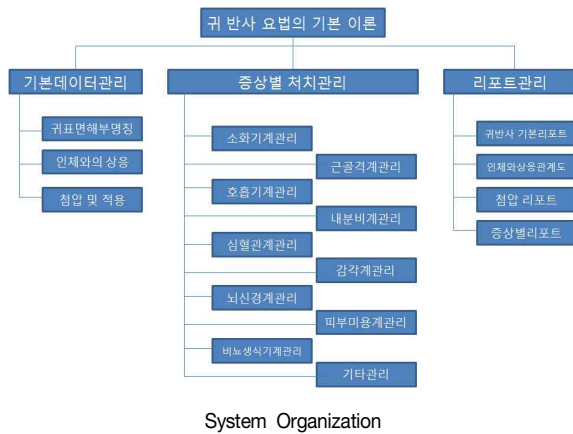 귀 반사 요법의 기본 이론
기본데이터관리
증상별 처치관리
리포트관리
귀표면해부명칭
인체와의 상응
첨압 및 적용
소화기계관리
근골격계관리
호흡기계관리
내분비계관리
심혈관계관리
감각계관리
뇌신경계관리
피부미용계관리
비뇨생식기계관리
기타관리
귀반사 기본리포트
인체와상응관계도
첨압 리포트
증상별리포트
System Organization